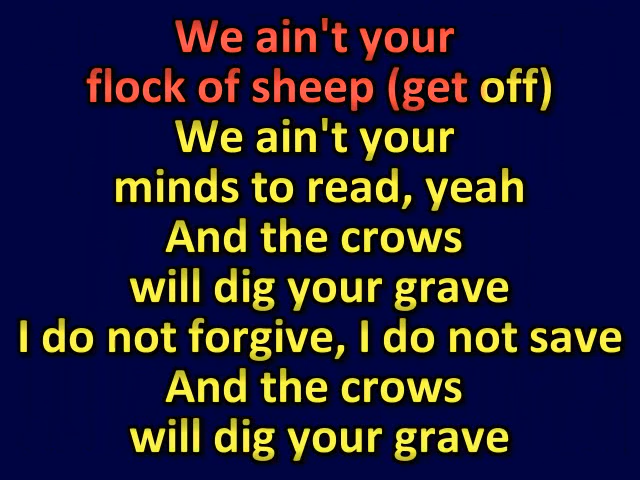 We ain't your
flock of sheep (get off)
We ain't your
minds to read, yeah
And the crows
will dig your grave
I do not forgive, I do not save
And the crows
will dig your grave